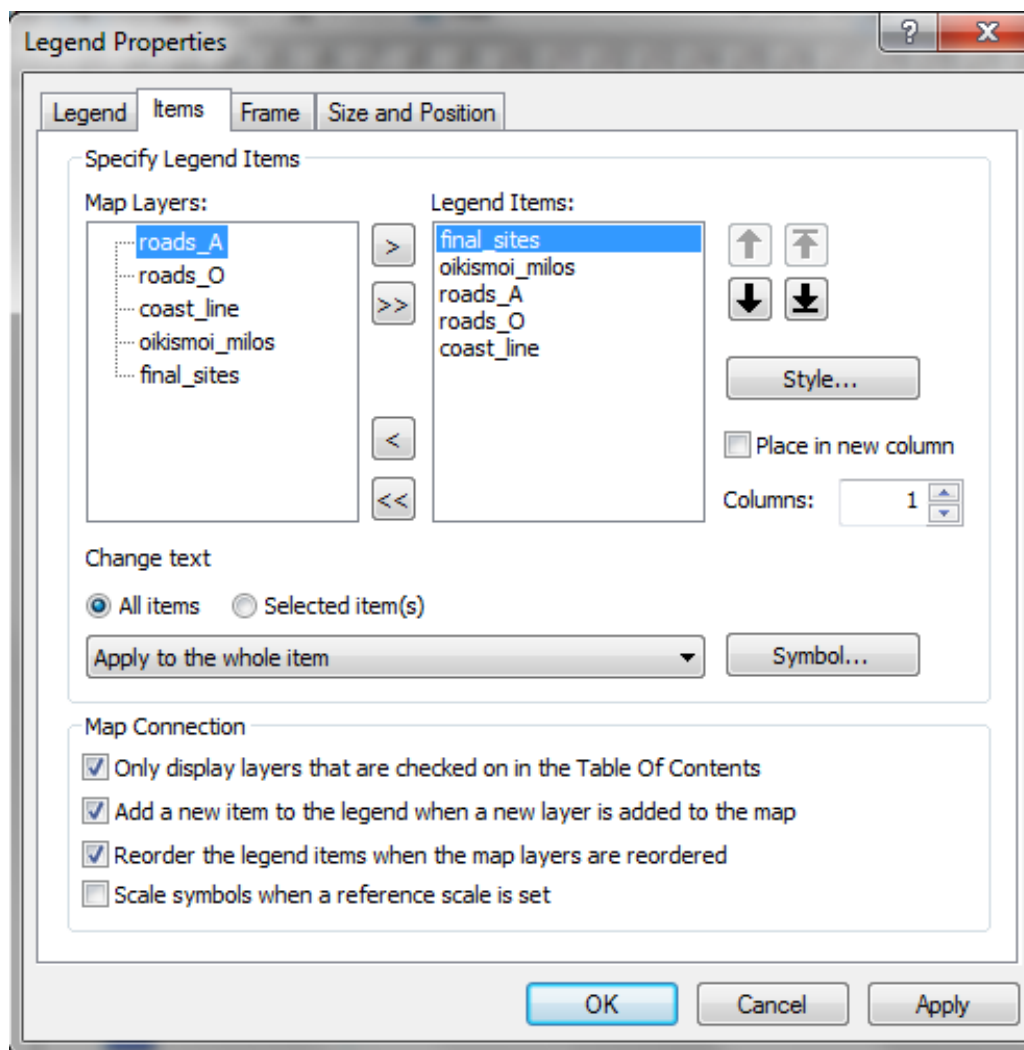 Legend Properties
?
X
Legend Items Frame Size and Position
Specify Legend Items
Map Layers: Legend Items:
roads_A
roads_O
coast_line
oikismoi_milos
final_sites
>
>>
<
<<
final_sites
oikismoi_milos
roads_A
roads_O
coast_line
Style...
Place in new column
Columns: 1
Change text
All items Selected item(s)
Apply to the whole item Symbol...
Map Connection
Only display layers that are checked on in the Table Of Contents
Add a new item to the legend when a new layer is added to the map
Reorder the legend items when the map layers are reordered
Scale symbols when a reference scale is set
OK Cancel Apply